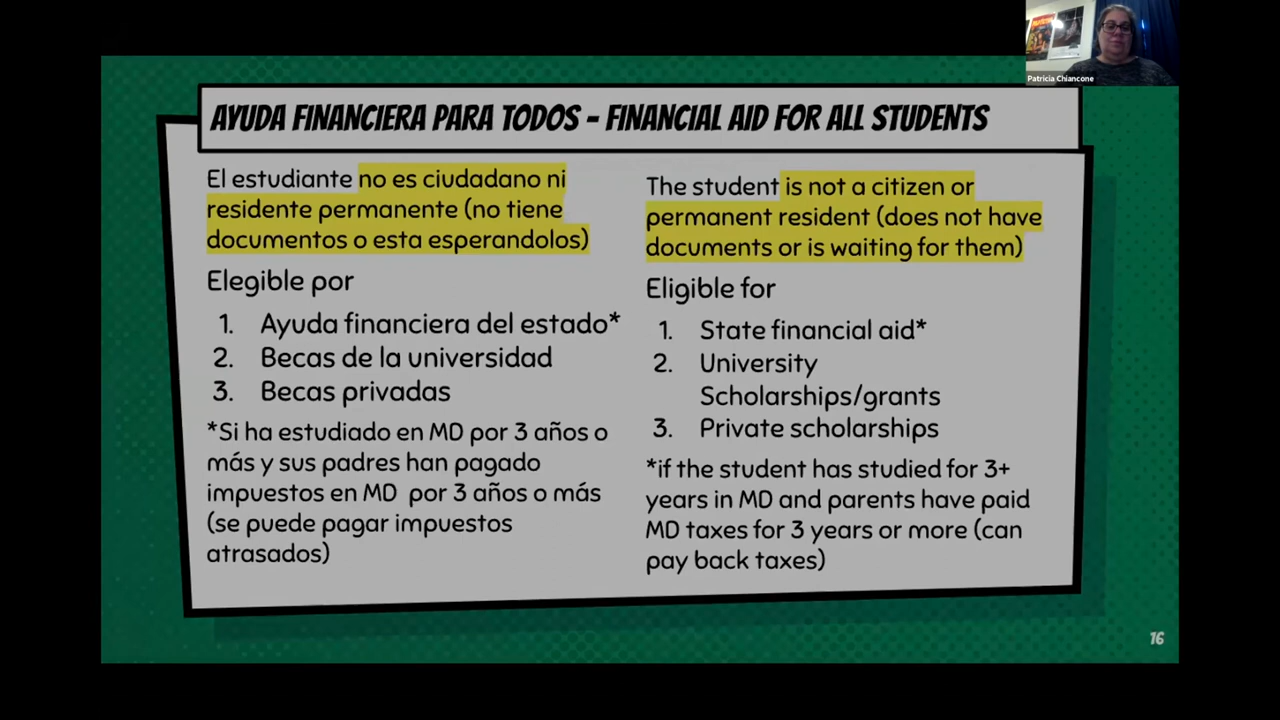 Patricia Chiancone
AYUDA FINANCIERA PARA TODOS - FINANCIAL AID FOR ALL STUDENTS
El estudiante no es ciudadano ni
residente permanente (no tiene
documentos o esta esperandolos)
Elegible por
1. Ayuda financiera del estado*
2. Becas de la universidad
3. Becas privadas
*Si ha estudiado en MD por 3 años o
más y sus padres han pagado
impuestos en MD por 3 años o más
(se puede pagar impuestos
atrasados)
The student is not a citizen or
permanent resident (does not have
documents or is waiting for them)
Eligible for
1. State financial aid*
2. University
Scholarships/grants
3. Private scholarships
*if the student has studied for 3+
years in MD and parents have paid
MD taxes for 3 years or more (can
pay back taxes)
16